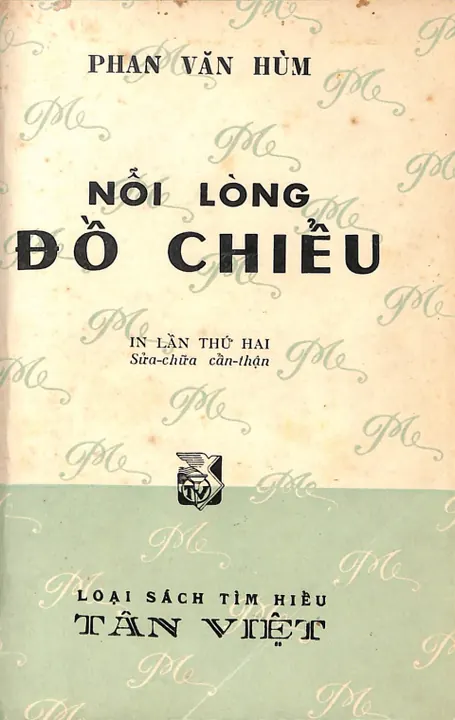 PHAN VĂN HÙM
NỖI LÒNG
ĐỒ CHIỂU
IN LẦN THỨ HAI
Sửa-chữa cẩn-thận
TV
LOẠI SÁCH TÌM HIỂU
TÂN VIỆT